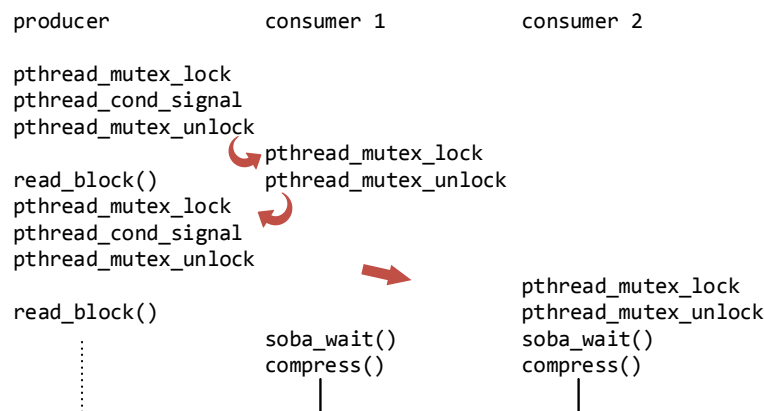 producer consumer 1 consumer 2
pthread_mutex_lock
pthread_cond_signal
pthread_mutex_unlock
pthread_mutex_lock
read_block() pthread_mutex_unlock
pthread_mutex_lock
pthread_cond_signal
pthread_mutex_unlock
pthread_mutex_lock
read_block() pthread_mutex_unlock
soba_wait() soba_wait()
compress() compress()